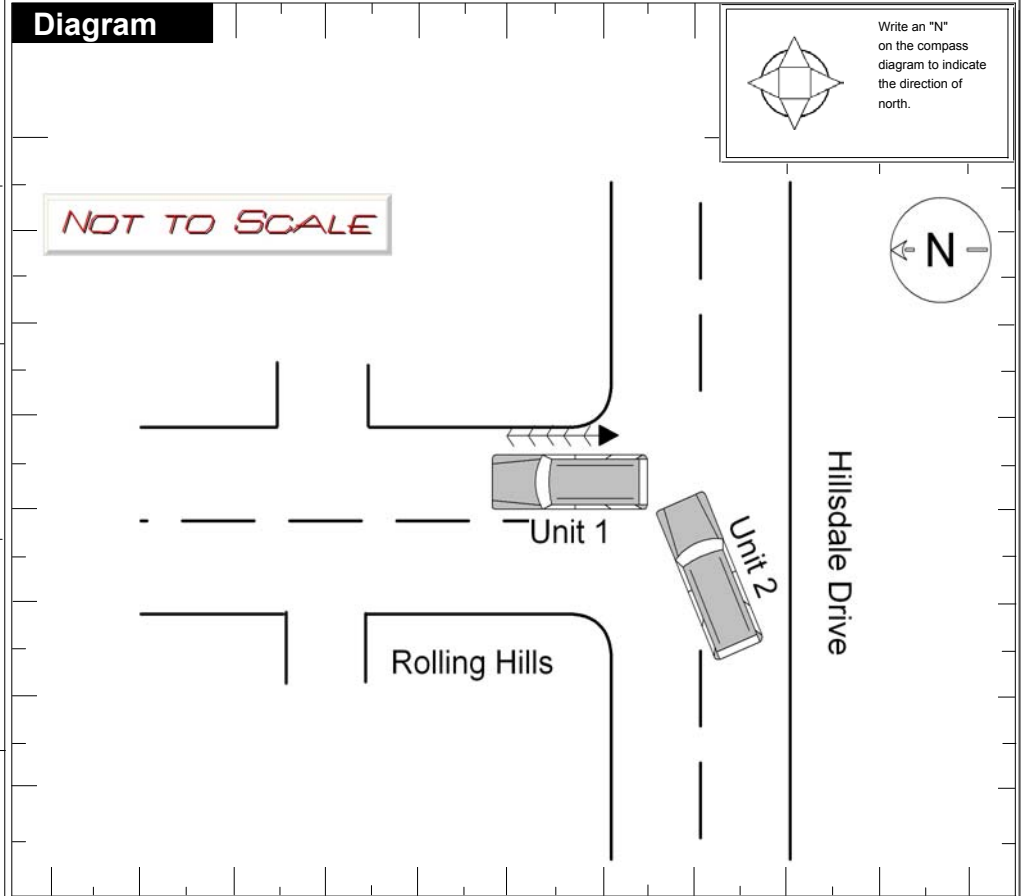 Diagram
Write an "N"
on the compass
diagram to indicate
the direction of
north.
NOT TO SCALE
N
Unit 1
Unit 2
Hillsdale Drive
Rolling Hills